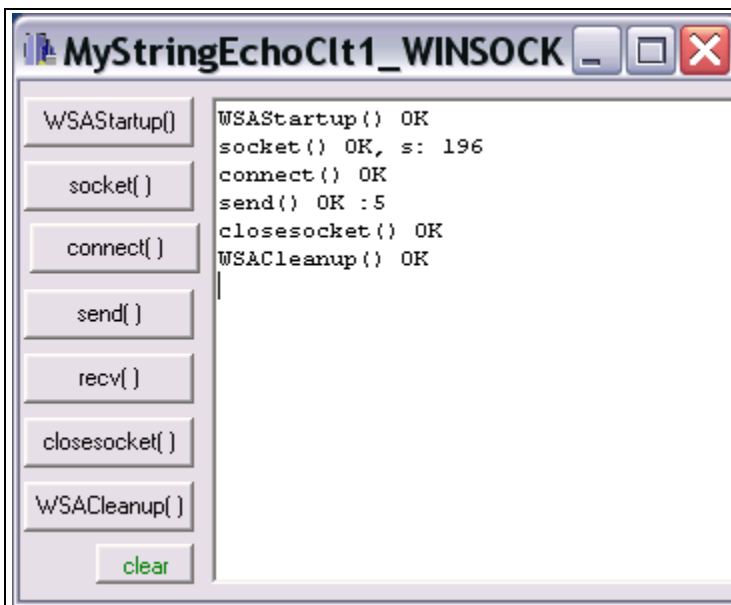 MyStringEchoClt1_WINSOCK
WSAStartup()
socket( )
connect( )
send( )
recv( )
closesocket( )
WSACleanup( )
clear
WSAStartup() OK
socket() OK, s: 196
connect() OK
send() OK :5
closesocket() OK
WSACleanup() OK